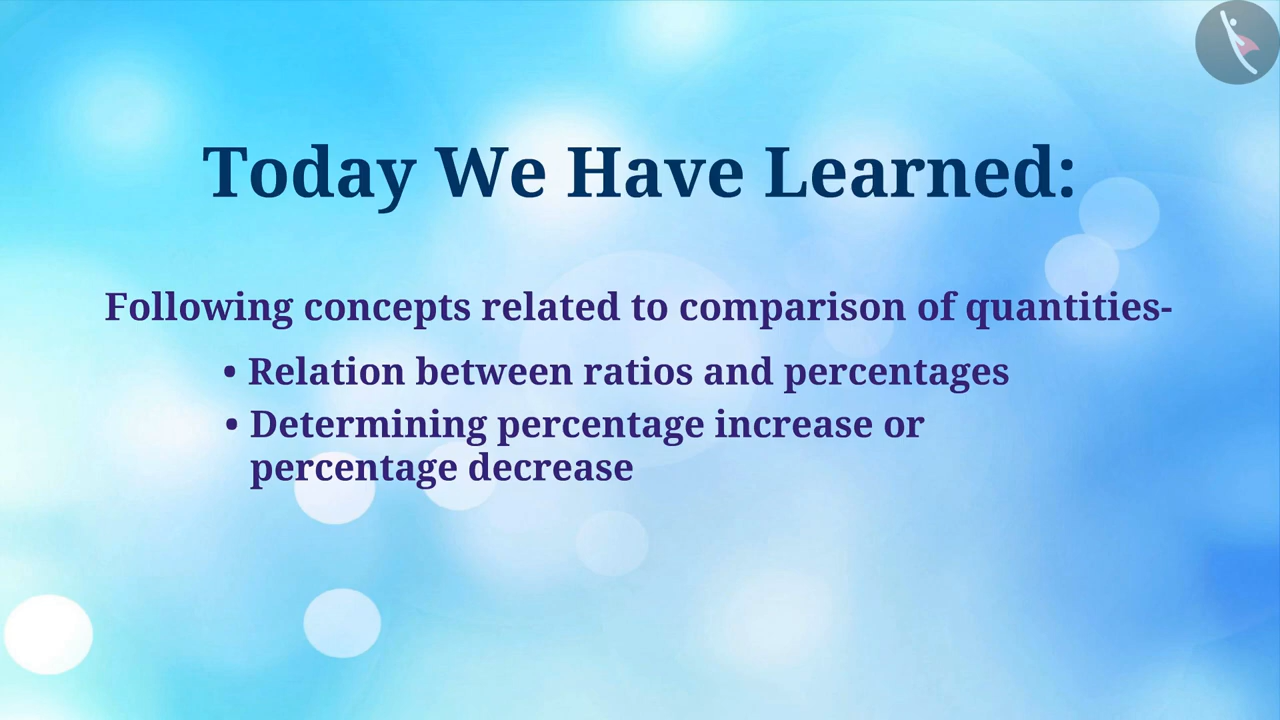 Today We Have Learned:
Following concepts related to comparison of quantities-
• Relation between ratios and percentages
• Determining percentage increase or
percentage decrease